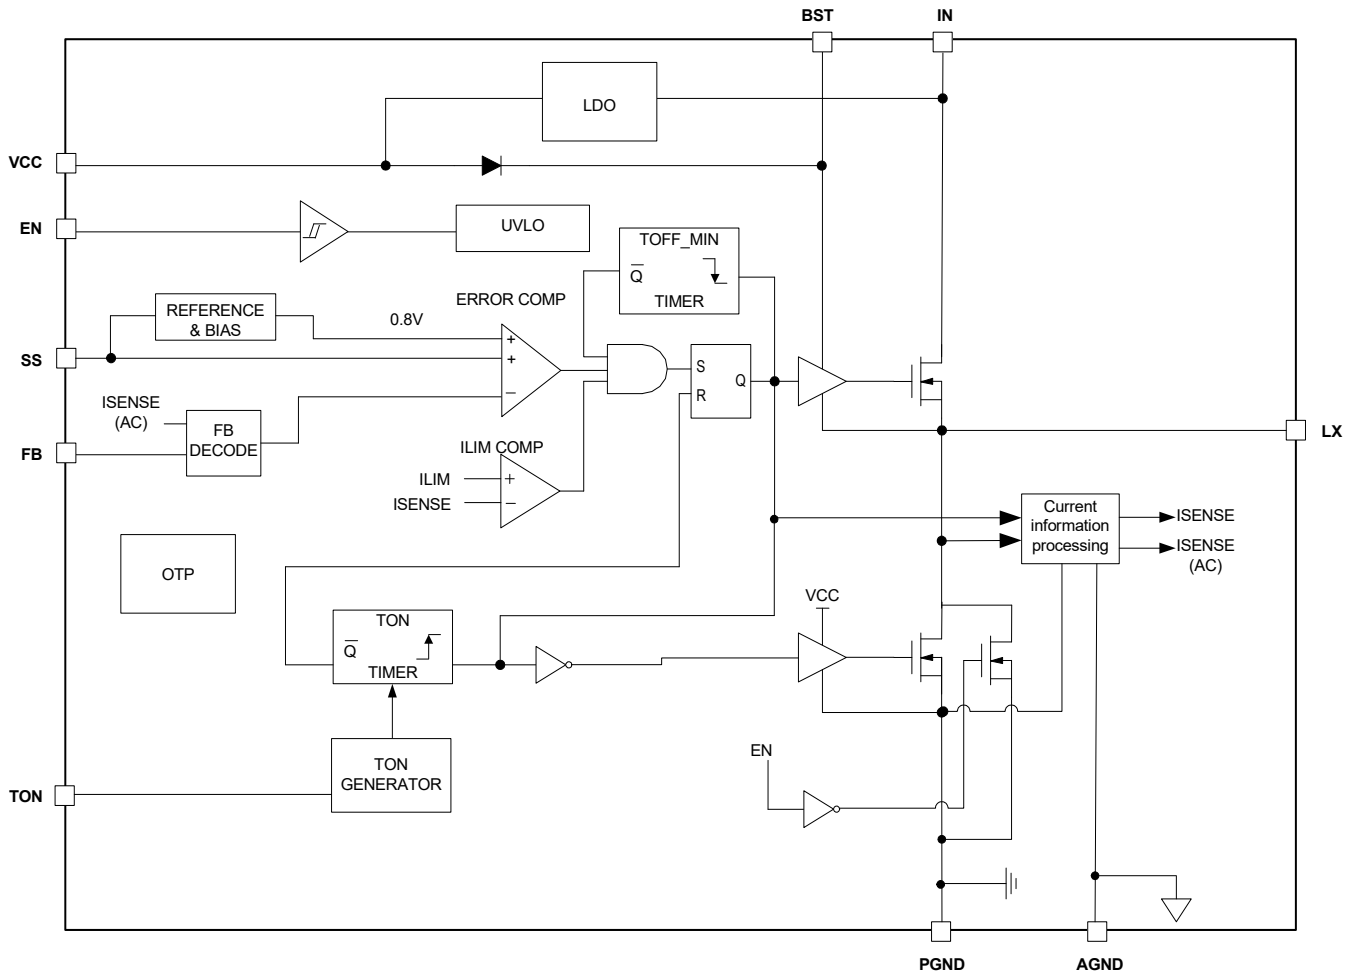 BST
IN
LDO
VCC
EN
UVLO
TOFF_MIN
Q
TIMER
ERROR COMP
REFERENCE
& BIAS
0.8V
+
+
−
SS
S
R
Q
ISENSE
(AC)
FB
DECODE
FB
ILIM COMP
ILIM
ISENSE
+
−
LX
Current
information
processing
ISENSE
ISENSE
(AC)
OTP
VCC
TON
Q
TIMER
EN
TON
GENERATOR
TON
PGND
AGND